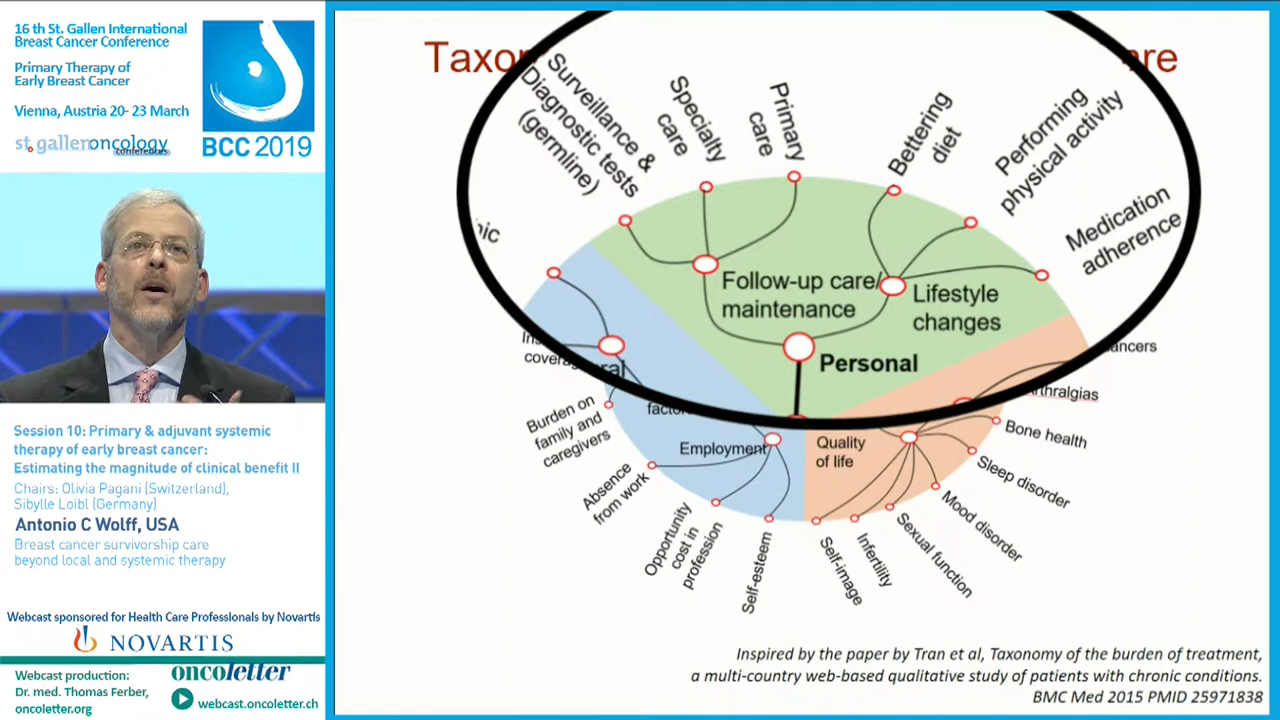 16 th St. Gallen International
Breast Cancer Conference
Primary Therapy of
Early Breast Cancer
Vienna, Austria 20- 23 March
st.gallenoncology
conferences
BCC 2019
Session 10: Primary & adjuvant systemic
therapy of early breast cancer:
Estimating the magnitude of clinical benefit II
Chairs: Olivia Pagani (Switzerland),
Sibylle Loibl (Germany)
Antonio C Wolff, USA
Breast cancer survivorship care
beyond local and systemic therapy
Webcast sponsored for Health Care Professionals by Novartis
NOVARTIS
Webcast production:
Dr. med. Thomas Ferber,
oncoletter.org
oncoletter
webcast.oncoletter.ch
Surveillance &
Diagnostic tests
(germline)
Specialty
care
Primary
care
Bettering
diet
Performing
physical activity
Medication
adherence
Follow-up care/
maintenance
Lifestyle
changes
Personal
Burden on
family and
caregivers
Employment
Absence
from work
Opportunity
cost in
profession
Self-esteem
Quality
of life
Bone health
Sleep disorder
Mood disorder
Sexual function
Infertility
Self-image
Inspired by the paper by Tran et al, Taxonomy of the burden of treatment,
a multi-country web-based qualitative study of patients with chronic conditions.
BMC Med 2015 PMID 25971838